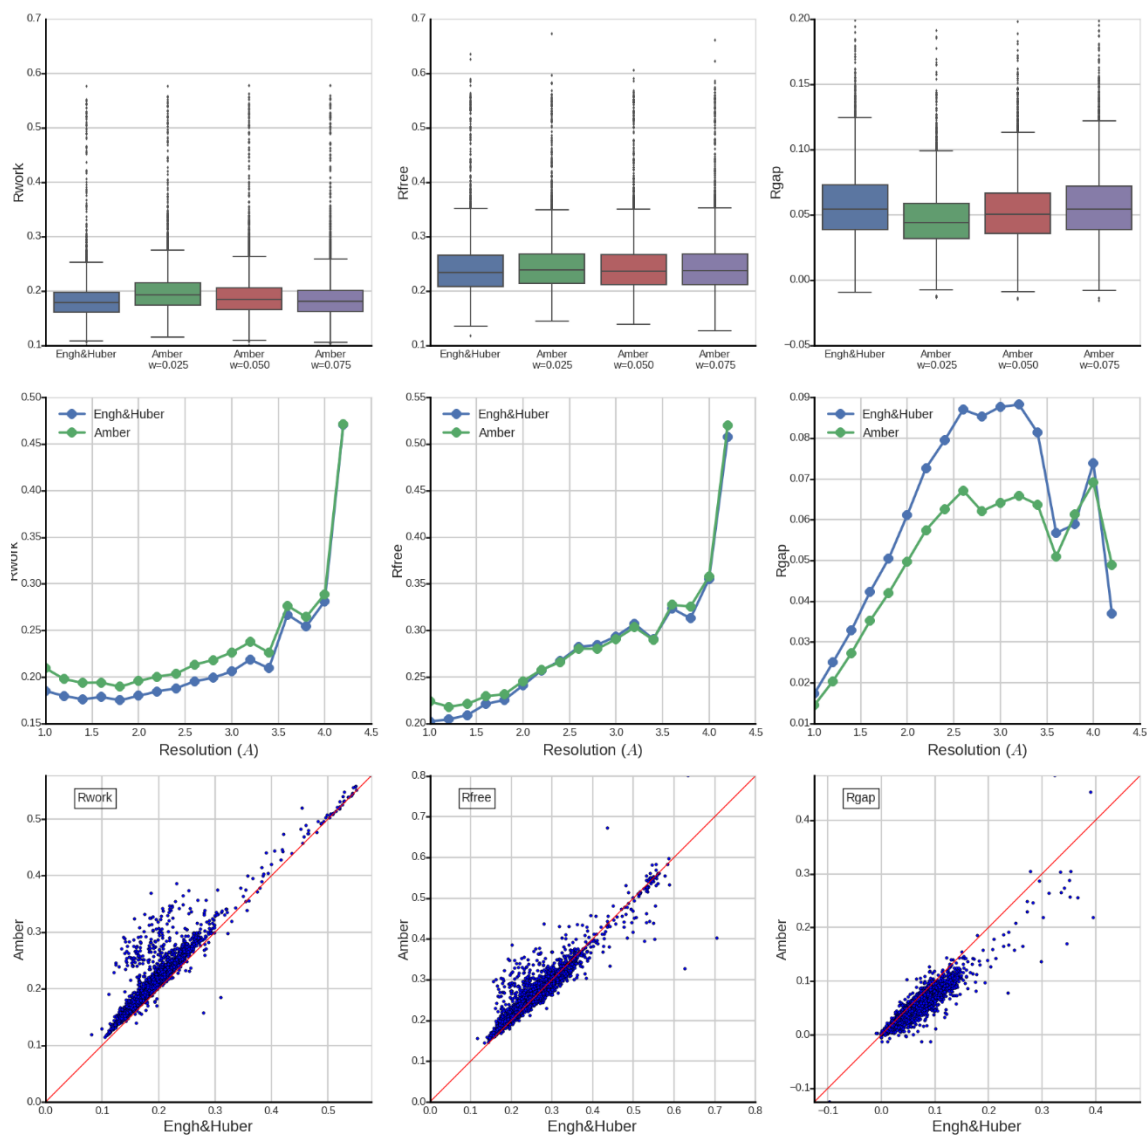 0.7
0.6
0.5
0.4
0.3
0.2
0.1
Rwork
Engh&Huber
Amber
w=0.025
Amber
w=0.050
Amber
w=0.075
0.7
0.6
0.5
0.4
0.3
0.2
0.1
Rfree
Engh&Huber
Amber
w=0.025
Amber
w=0.050
Amber
w=0.075
0.20
0.15
0.10
0.05
0.00
−0.05
Rgap
Engh&Huber
Amber
w=0.025
Amber
w=0.050
Amber
w=0.075
0.50
0.45
0.40
0.35
0.30
0.25
0.20
0.15
Rwork
Engh&Huber
Amber
1.0 1.5 2.0 2.5 3.0 3.5 4.0 4.5
Resolution (A)
0.55
0.50
0.45
0.40
0.35
0.30
0.25
0.20
Rfree
Engh&Huber
Amber
1.0 1.5 2.0 2.5 3.0 3.5 4.0 4.5
Resolution (A)
0.09
0.08
0.07
0.06
0.05
0.04
0.03
0.02
0.01
Rgap
Engh&Huber
Amber
1.0 1.5 2.0 2.5 3.0 3.5 4.0 4.5
Resolution (A)
Rwork
0.5
0.4
0.3
0.2
0.1
0.0
Amber
0.0 0.1 0.2 0.3 0.4 0.5
Engh&Huber
Rfree
0.8
0.7
0.6
0.5
0.4
0.3
0.2
0.1
0.0
Amber
0.0 0.1 0.2 0.3 0.4 0.5 0.6 0.7 0.8
Engh&Huber
Rgap
0.4
0.3
0.2
0.1
0.0
−0.1
Amber
−0.1 0.0 0.1 0.2 0.3 0.4
Engh&Huber